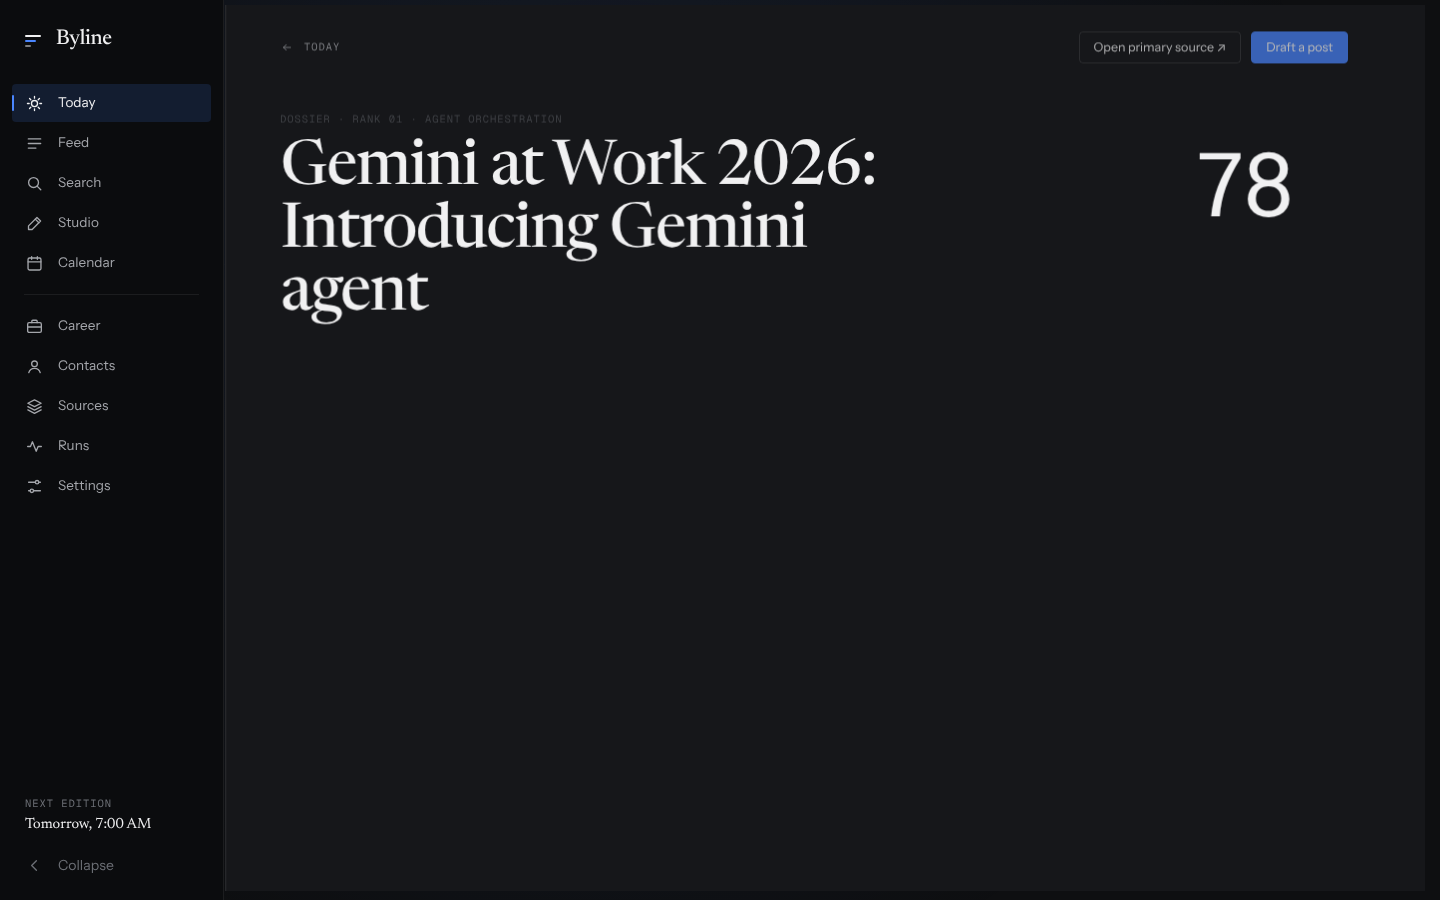 Byline
Today
Feed
Search
Studio
Calendar
Career
Contacts
Sources
Runs
Settings
NEXT EDITION
Tomorrow, 7:00 AM
Collapse
← TODAY
Open primary source ↗
Draft a post
DOSSIER · RANK 01 · AGENT ORCHESTRATION
Gemini at Work 2026:
Introducing Gemini
agent
78